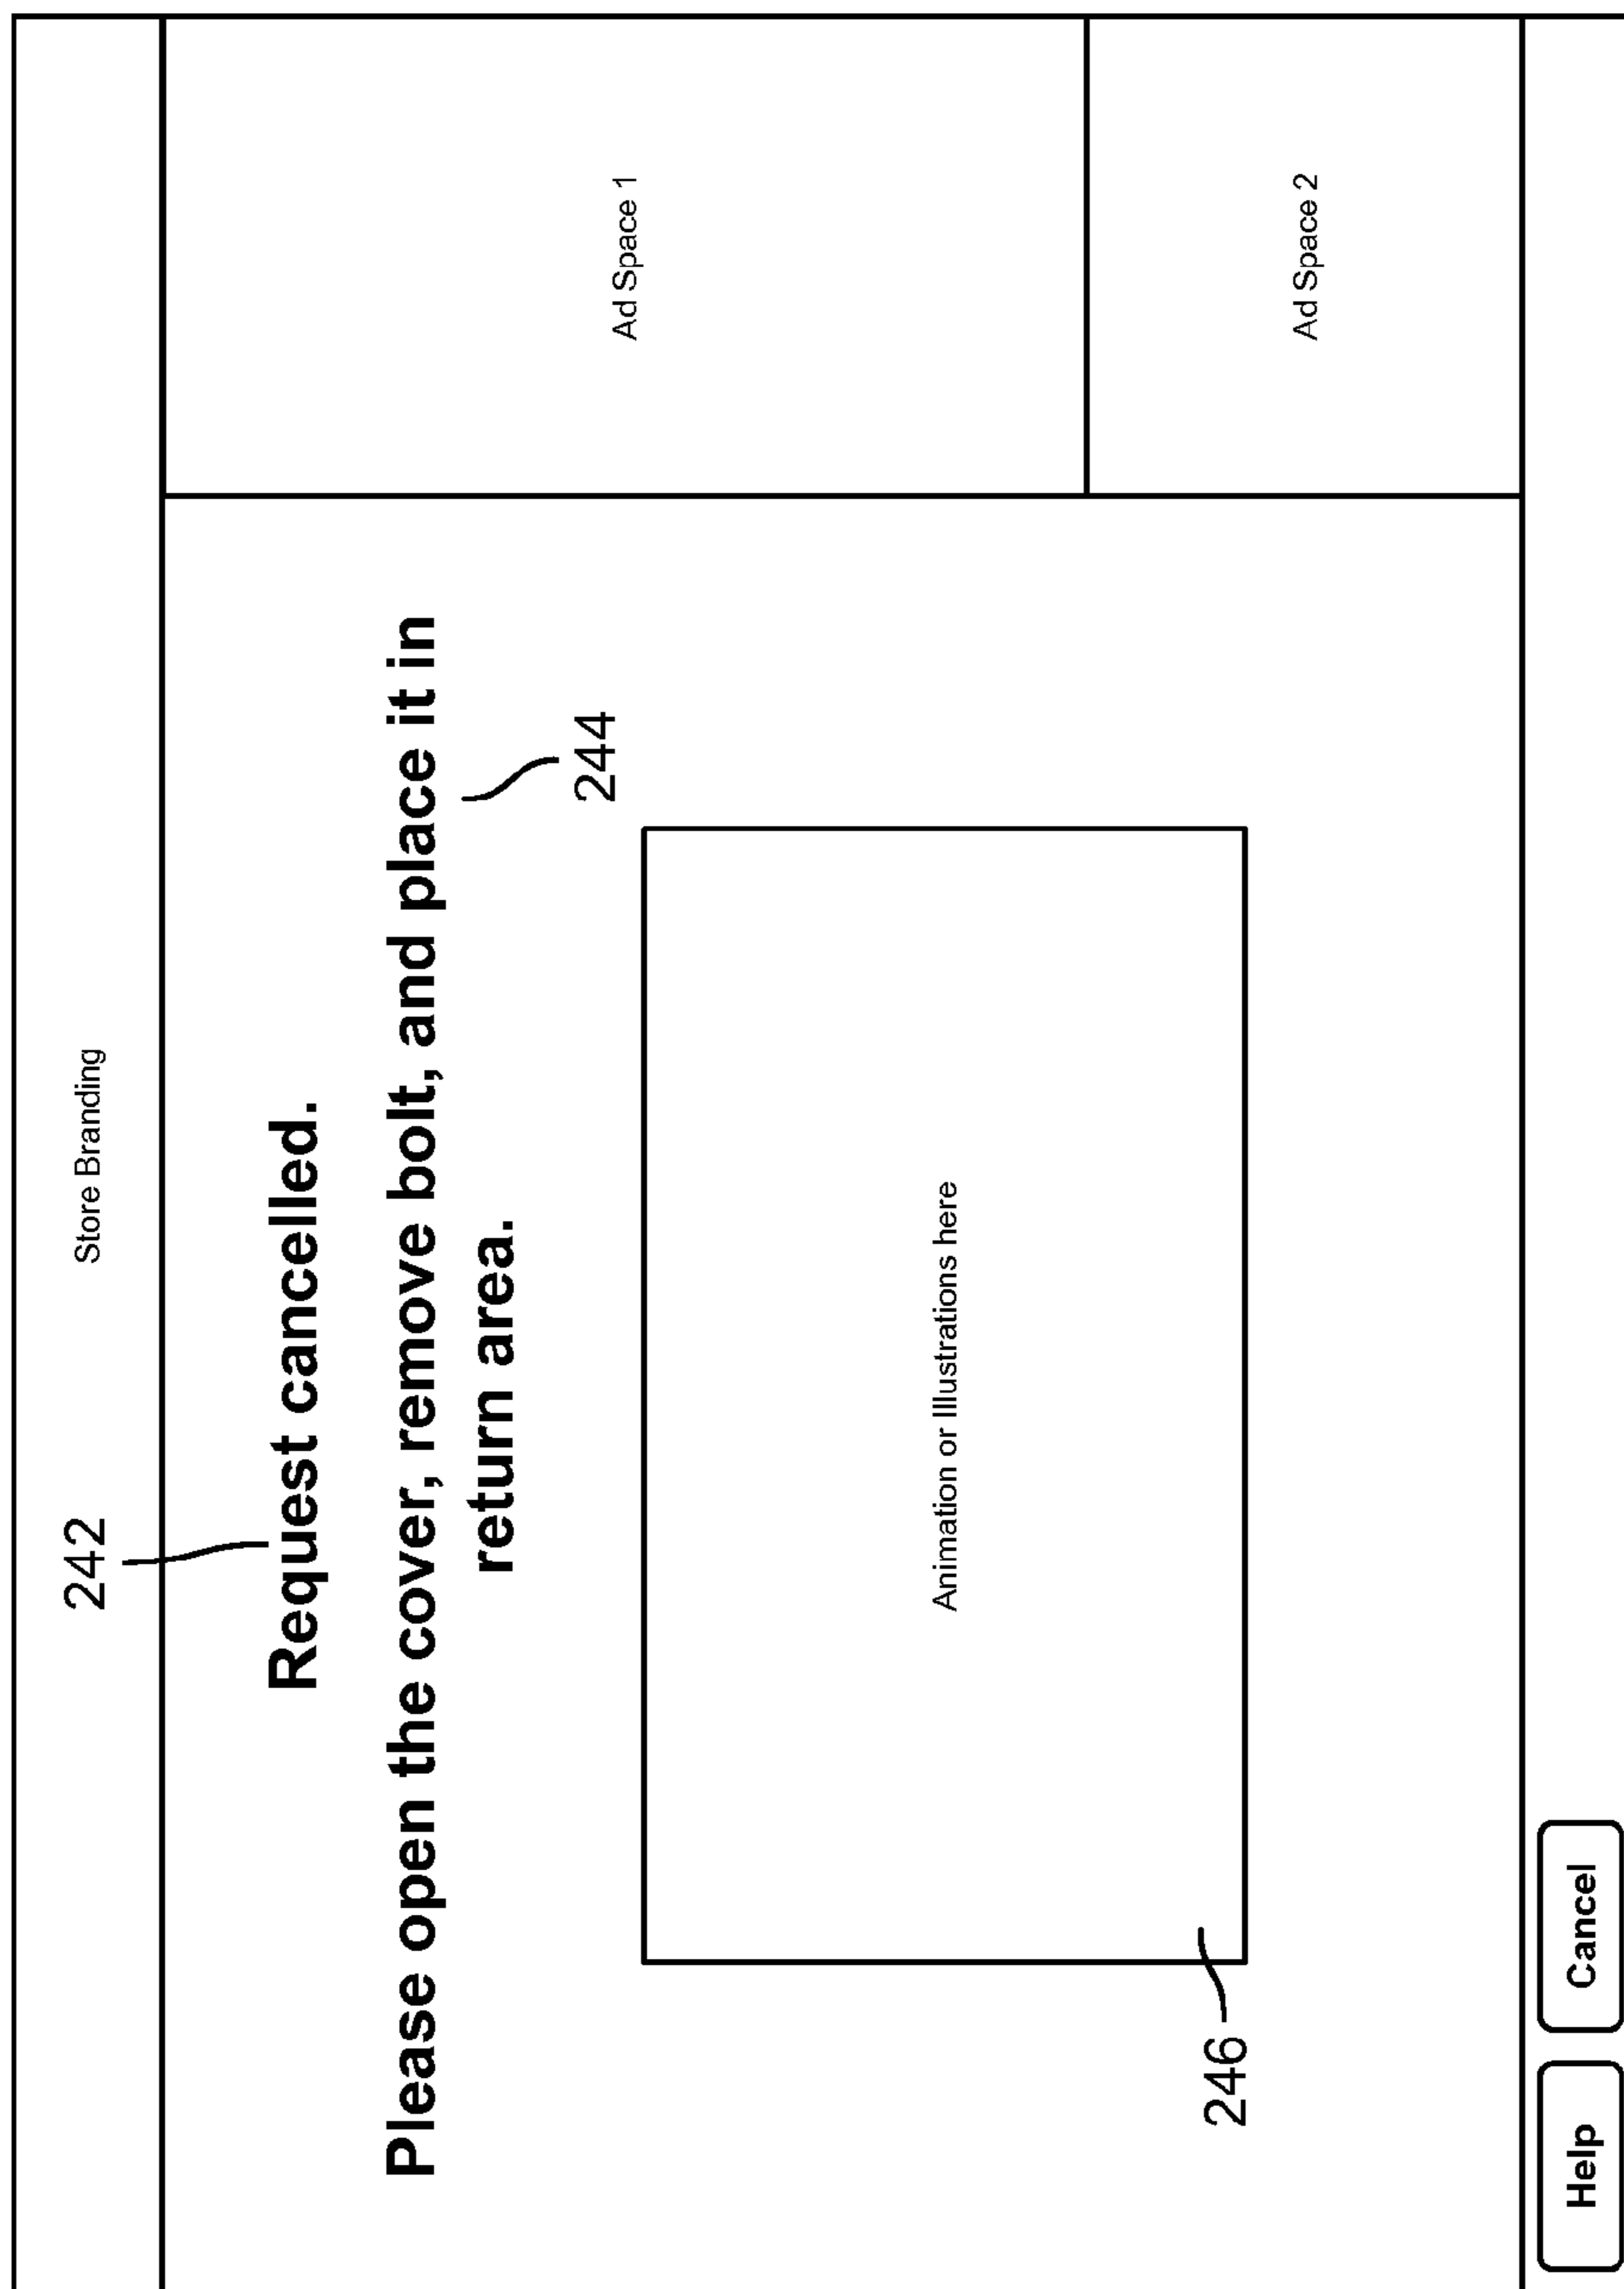 Store Branding
242
Request cancelled.
Please open the cover, remove bolt, and place it in
return area.
244
Animation or Illustrations here
246
Ad Space 1
Ad Space 2
Help
Cancel